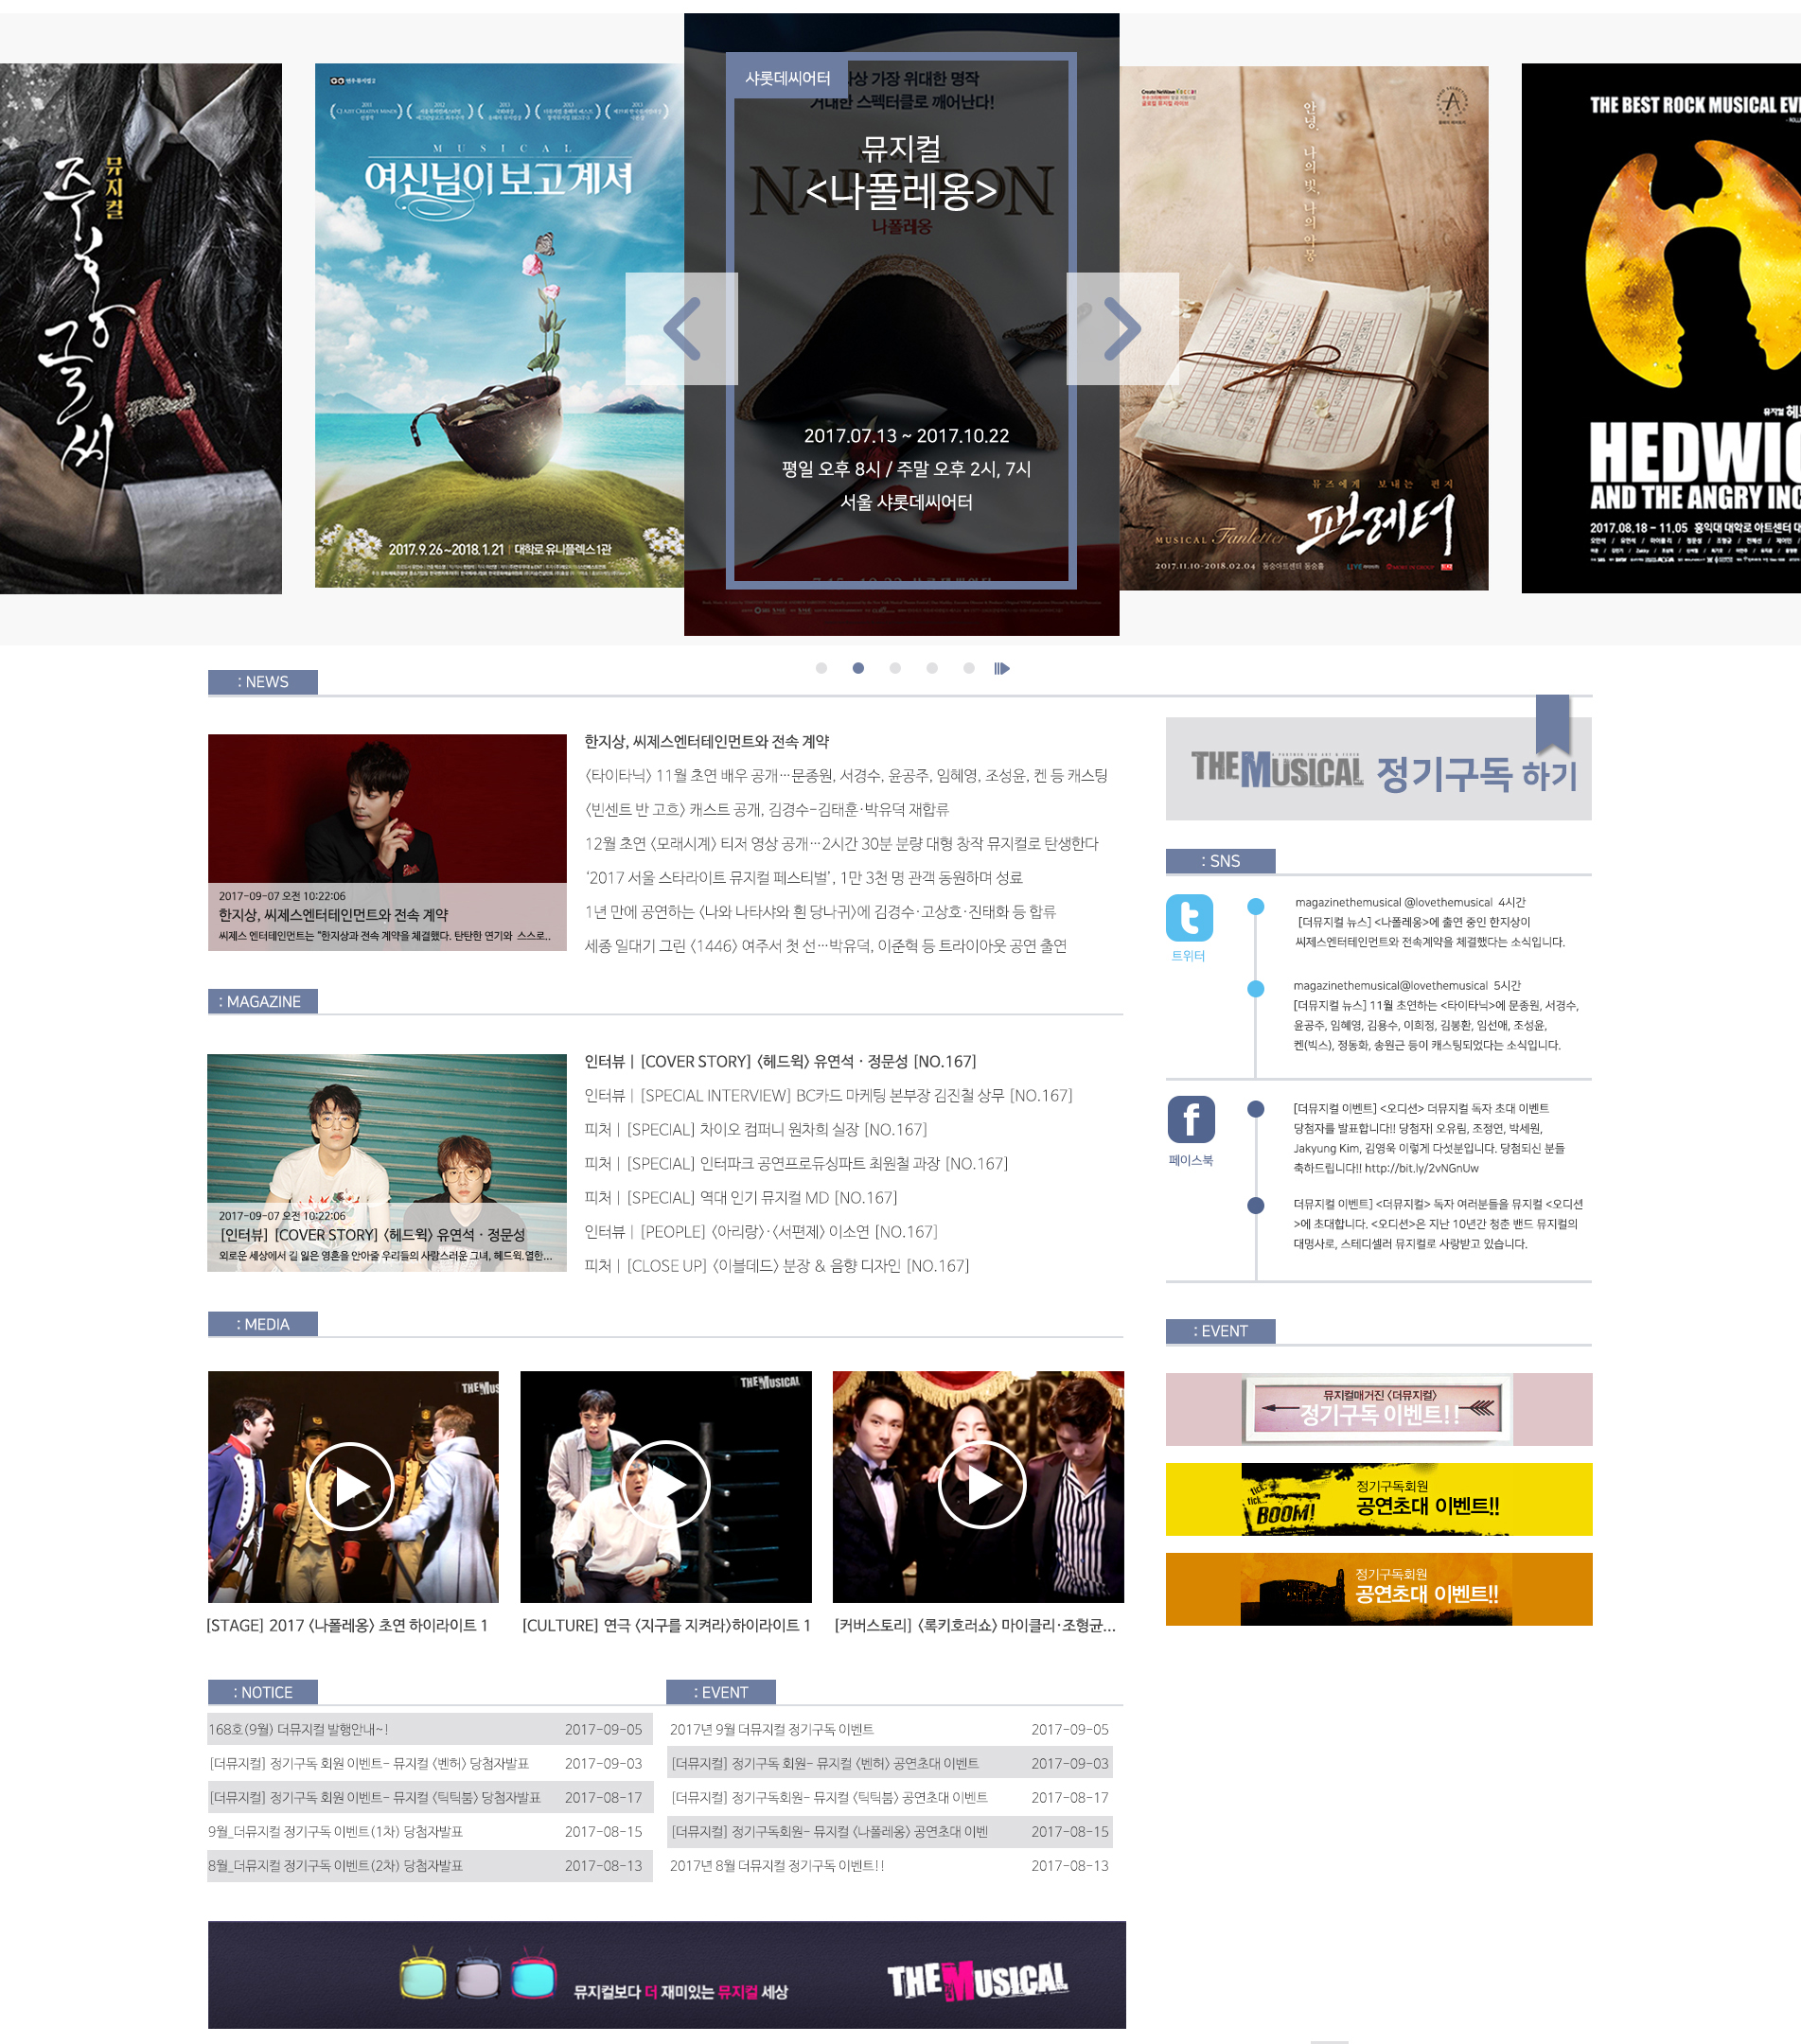 주홍글씨
뮤지컬
MUSICAL
여신님이 보고 계셔
2017.9.26~2018.1.21 | 대학로 유니플렉스 1관
샤롯데씨어터
상 가장 위대한 명작
거대한 스펙터클로 깨어난다!
뮤지컬
<나폴레옹>
NAPOLEON
나폴레옹
2017.07.13 ~ 2017.10.22
평일 오후 8시 / 주말 오후 2시, 7시
서울 샤롯데씨어터
안녕, 나의 빛, 나의 악몽
뮤즈에게 보내는 편지
팬레터
MUSICAL Fanletter
2017.11.10-2018.02.04 | 동숭아트센터 동숭홀
THE BEST ROCK MUSICAL EV
뮤지컬 헤드
HEDWIG
AND THE ANGRY INC
2017.08.18 - 11.05 홍익대 대학로 아트센터 대
: NEWS
한지상, 씨제스엔터테인먼트와 전속 계약
<타이타닉> 11월 초연 배우 공개…문종원, 서경수, 윤공주, 임혜영, 조성윤, 켄 등 캐스팅
<빈센트 반 고흐> 캐스트 공개, 김경수-김태훈·박유덕 재합류
12월 초연 <모래시계> 티저 영상 공개…2시간 30분 분량 대형 창작 뮤지컬로 탄생한다
‘2017 서울 스타라이트 뮤지컬 페스티벌’, 1만 3천 명 관객 동원하며 성료
1년 만에 공연하는 <나와 나타샤와 흰 당나귀>에 김경수·고상호·진태화 등 합류
세종 일대기 그린 <1446> 여주서 첫 선…박유덕, 이준혁 등 트라이아웃 공연 출연
2017-09-07 오전 10:22:06
한지상, 씨제스엔터테인먼트와 전속 계약
씨제스 엔터테인먼트는 “한지상과 전속 계약을 체결했다. 탄탄한 연기와 스스로..
THE MUSICAL 정기구독 하기
: SNS
트위터
magazinethemusical @lovethemusical 4시간
[더뮤지컬 뉴스] <나폴레옹>에 출연 중인 한지상이
씨제스엔터테인먼트와 전속계약을 체결했다는 소식입니다.
magazinethemusical@lovethemusical 5시간
[더뮤지컬 뉴스] 11월 초연하는 <타이타닉>에 문종원, 서경수,
윤공주, 임혜영, 김용수, 이희정, 김봉환, 임선애, 조성윤,
켄(빅스), 정동화, 송원근 등이 캐스팅되었다는 소식입니다.
페이스북
[더뮤지컬 이벤트] <오디션> 더뮤지컬 독자 초대 이벤트
당첨자를 발표합니다!! 당첨자| 오유림, 조정연, 박세원,
Jakyung Kim, 김영욱 이렇게 다섯분입니다. 당첨되신 분들
축하드립니다!! http://bit.ly/2vNGnUw
더뮤지컬 이벤트] <더뮤지컬> 독자 여러분들을 뮤지컬 <오디션
>에 초대합니다. <오디션>은 지난 10년간 청춘 밴드 뮤지컬의
대명사로, 스테디셀러 뮤지컬로 사랑받고 있습니다.
: MAGAZINE
인터뷰 | [COVER STORY] <헤드윅> 유연석 · 정문성 [NO.167]
인터뷰 | [SPECIAL INTERVIEW] BC카드 마케팅 본부장 김진철 상무 [NO.167]
피처 | [SPECIAL] 차이오 컴퍼니 원차희 실장 [NO.167]
피처 | [SPECIAL] 인터파크 공연프로듀싱파트 최원철 과장 [NO.167]
피처 | [SPECIAL] 역대 인기 뮤지컬 MD [NO.167]
인터뷰 | [PEOPLE] <아리랑>·<서편제> 이소연 [NO.167]
피처 | [CLOSE UP] <이블데드> 분장 & 음향 디자인 [NO.167]
2017-09-07 오전 10:22:06
[인터뷰] [COVER STORY] <헤드윅> 유연석 · 정문성
외로운 세상에서 길 잃은 영혼을 안아줄 우리들의 사랑스러운 그녀, 헤드윅.열한...
: MEDIA
THE MUS
THE MUSICAL
[STAGE] 2017 <나폴레옹> 초연 하이라이트 1
[CULTURE] 연극 <지구를 지켜라>하이라이트 1
[커버스토리] <록키호러쇼> 마이클리·조형균...
: EVENT
뮤지컬매거진 <더뮤지컬>
정기구독 이벤트!!
tick, tick... BOOM!
정기구독회원
공연초대 이벤트!!
정기구독회원
공연초대 이벤트!!
: NOTICE
168호(9월) 더뮤지컬 발행안내~! 2017-09-05
[더뮤지컬] 정기구독 회원 이벤트- 뮤지컬 <벤허> 당첨자발표 2017-09-03
[더뮤지컬] 정기구독 회원 이벤트- 뮤지컬 <틱틱붐> 당첨자발표 2017-08-17
9월_더뮤지컬 정기구독 이벤트(1차) 당첨자발표 2017-08-15
8월_더뮤지컬 정기구독 이벤트(2차) 당첨자발표 2017-08-13
: EVENT
2017년 9월 더뮤지컬 정기구독 이벤트 2017-09-05
[더뮤지컬] 정기구독 회원- 뮤지컬 <벤허> 공연초대 이벤트 2017-09-03
[더뮤지컬] 정기구독회원- 뮤지컬 <틱틱붐> 공연초대 이벤트 2017-08-17
[더뮤지컬] 정기구독회원- 뮤지컬 <나폴레옹> 공연초대 이벤 2017-08-15
2017년 8월 더뮤지컬 정기구독 이벤트!! 2017-08-13
뮤지컬보다 더 재미있는 뮤지컬 세상
THE MUSICAL